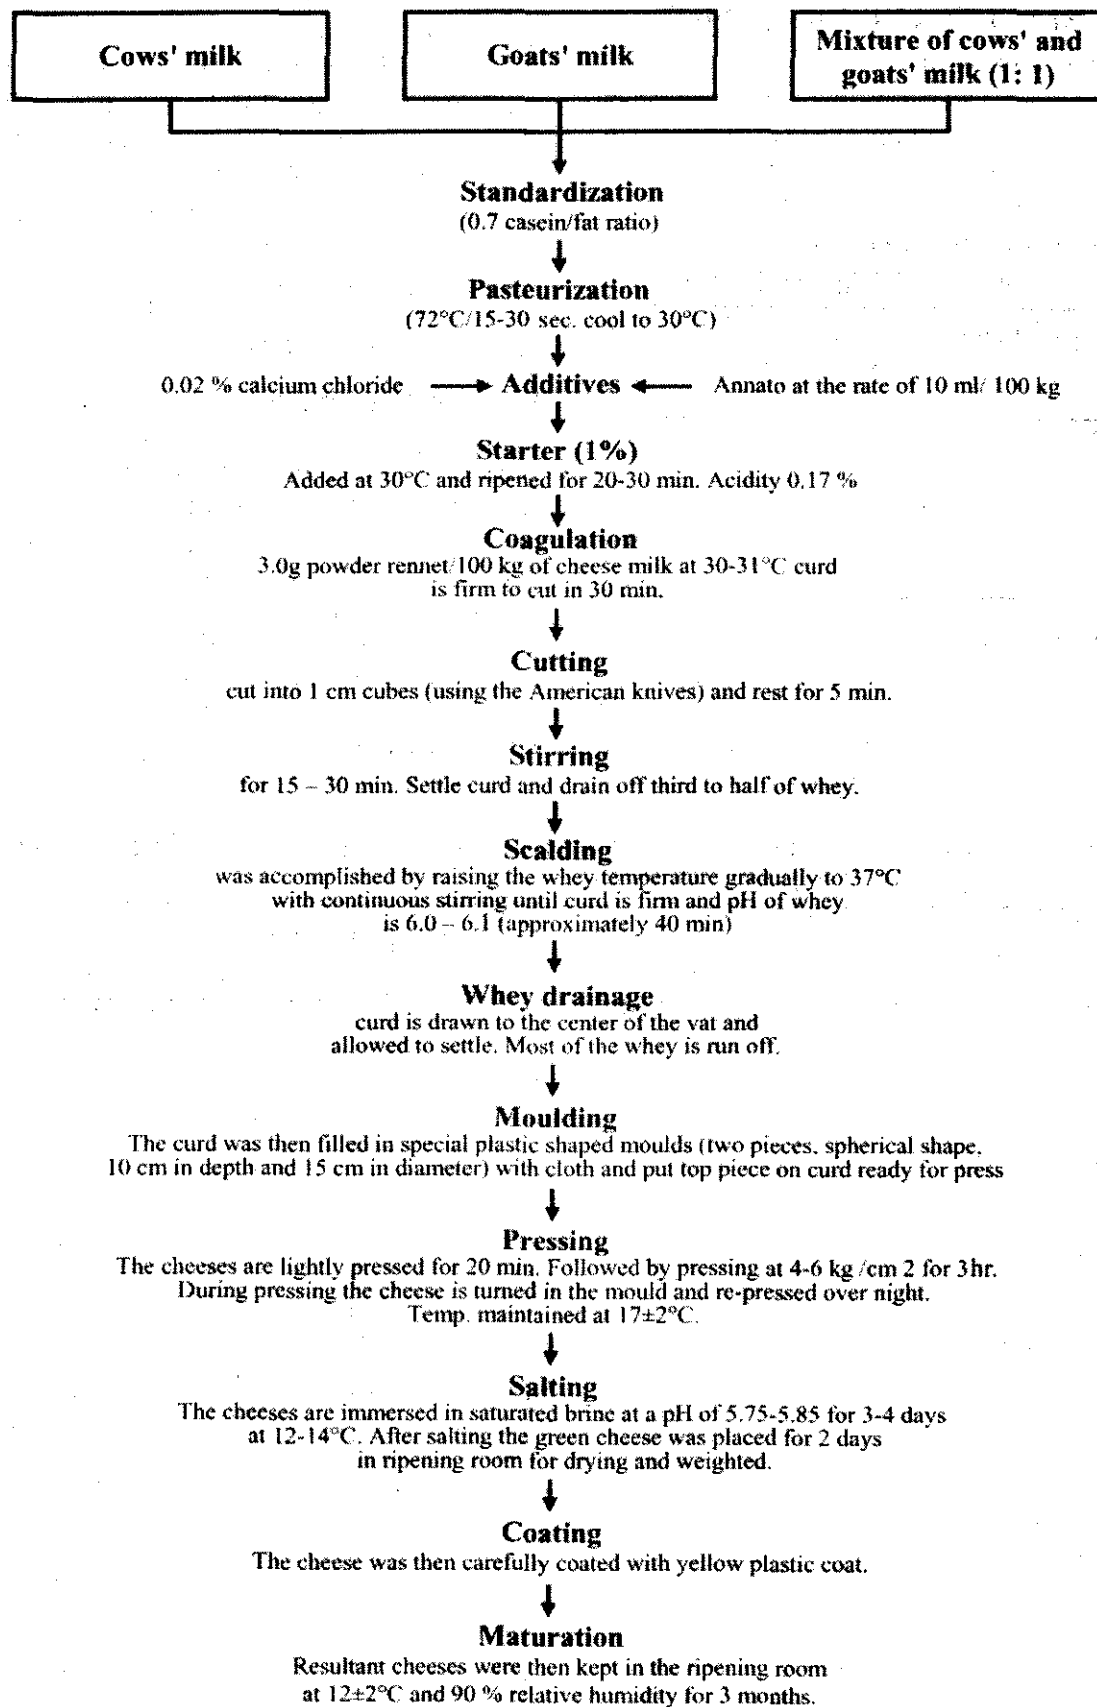 Cows' milk
Goats' milk
Mixture of cows' and
goats' milk (1: 1)
Standardization
(0.7 casein/fat ratio)
Pasteurization
(72°C/15-30 sec. cool to 30°C)
0.02 % calcium chloride
Additives
Annato at the rate of 10 ml/ 100 kg
Starter (1%)
Added at 30°C and ripened for 20-30 min. Acidity 0.17 %
Coagulation
3.0g powder rennet/100 kg of cheese milk at 30-31°C curd
is firm to cut in 30 min.
Cutting
cut into 1 cm cubes (using the American knives) and rest for 5 min.
Stirring
for 15 – 30 min. Settle curd and drain off third to half of whey.
Scalding
was accomplished by raising the whey temperature gradually to 37°C
with continuous stirring until curd is firm and pH of whey
is 6.0 – 6.1 (approximately 40 min)
Whey drainage
curd is drawn to the center of the vat and
allowed to settle. Most of the whey is run off.
Moulding
The curd was then filled in special plastic shaped moulds (two pieces, spherical shape,
10 cm in depth and 15 cm in diameter) with cloth and put top piece on curd ready for press
Pressing
The cheeses are lightly pressed for 20 min. Followed by pressing at 4-6 kg /cm 2 for 3hr.
During pressing the cheese is turned in the mould and re-pressed over night.
Temp. maintained at 17±2°C.
Salting
The cheeses are immersed in saturated brine at a pH of 5.75-5.85 for 3-4 days
at 12-14°C. After salting the green cheese was placed for 2 days
in ripening room for drying and weighted.
Coating
The cheese was then carefully coated with yellow plastic coat.
Maturation
Resultant cheeses were then kept in the ripening room
at 12±2°C and 90 % relative humidity for 3 months.